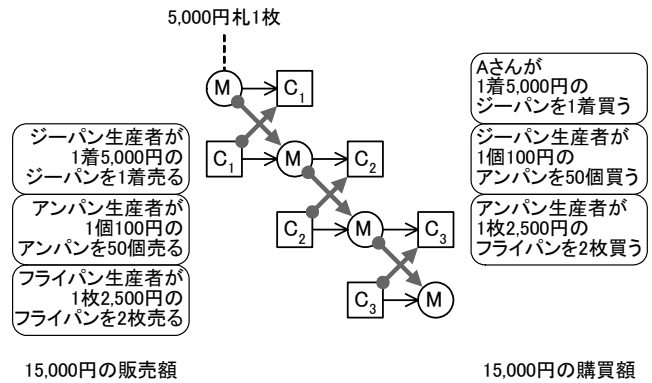 5,000円札1枚
M
C1
C1
M
C2
C2
M
C3
C3
M
ジーパン生産者が
1着5,000円の
ジーパンを1着売る
アンパン生産者が
1個100円の
アンパンを50個売る
フライパン生産者が
1枚2,500円の
フライパンを2枚売る
15,000円の販売額
Aさんが
1着5,000円の
ジーパンを1着買う
ジーパン生産者が
1個100円の
アンパンを50個買う
アンパン生産者が
1枚2,500円の
フライパンを2枚買う
15,000円の購買額